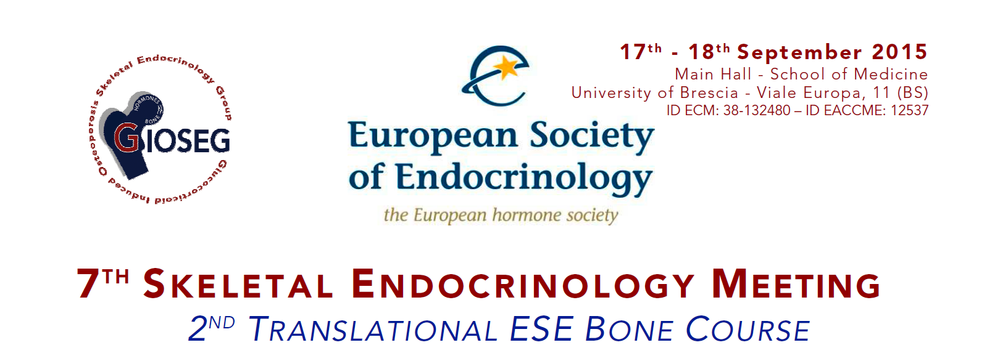 Glucocorticoid Induced Osteoporosis Skeletal Endocrinology Group
HORMONES
BONE
GIOSEG
European Society
of Endocrinology
the European hormone society
17th - 18th September 2015
Main Hall - School of Medicine
University of Brescia - Viale Europa, 11 (BS)
ID ECM: 38-132480 – ID EACCME: 12537
7TH SKELETAL ENDOCRINOLOGY MEETING
2ND TRANSLATIONAL ESE BONE COURSE